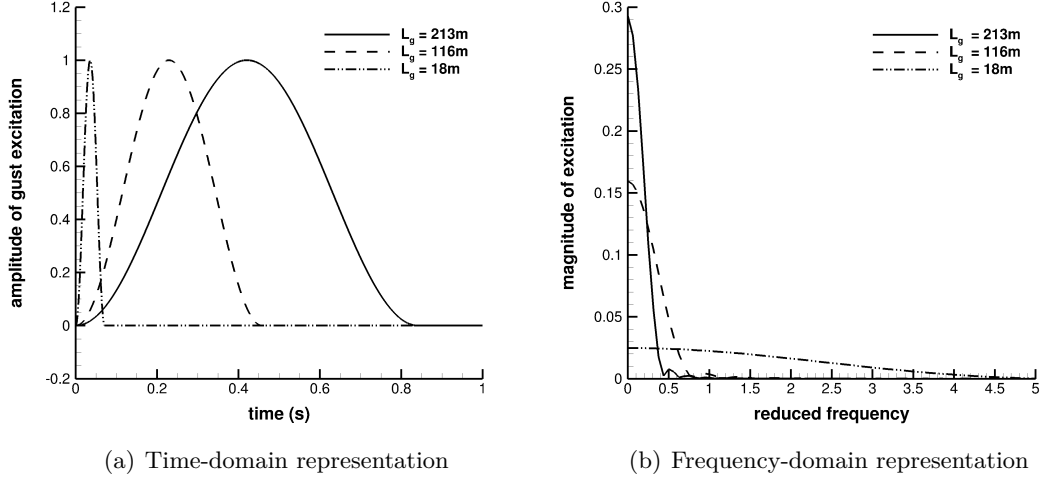 1.2
1
0.8
0.6
0.4
0.2
0
-0.2
amplitude of gust excitation
L_g = 213m
L_g = 116m
L_g = 18m
0 0.2 0.4 0.6 0.8 1
time (s)
(a) Time-domain representation
0.3
0.25
0.2
0.15
0.1
0.05
0
magnitude of excitation
L_g = 213m
L_g = 116m
L_g = 18m
0 0.5 1 1.5 2 2.5 3 3.5 4 4.5 5
reduced frequency
(b) Frequency-domain representation